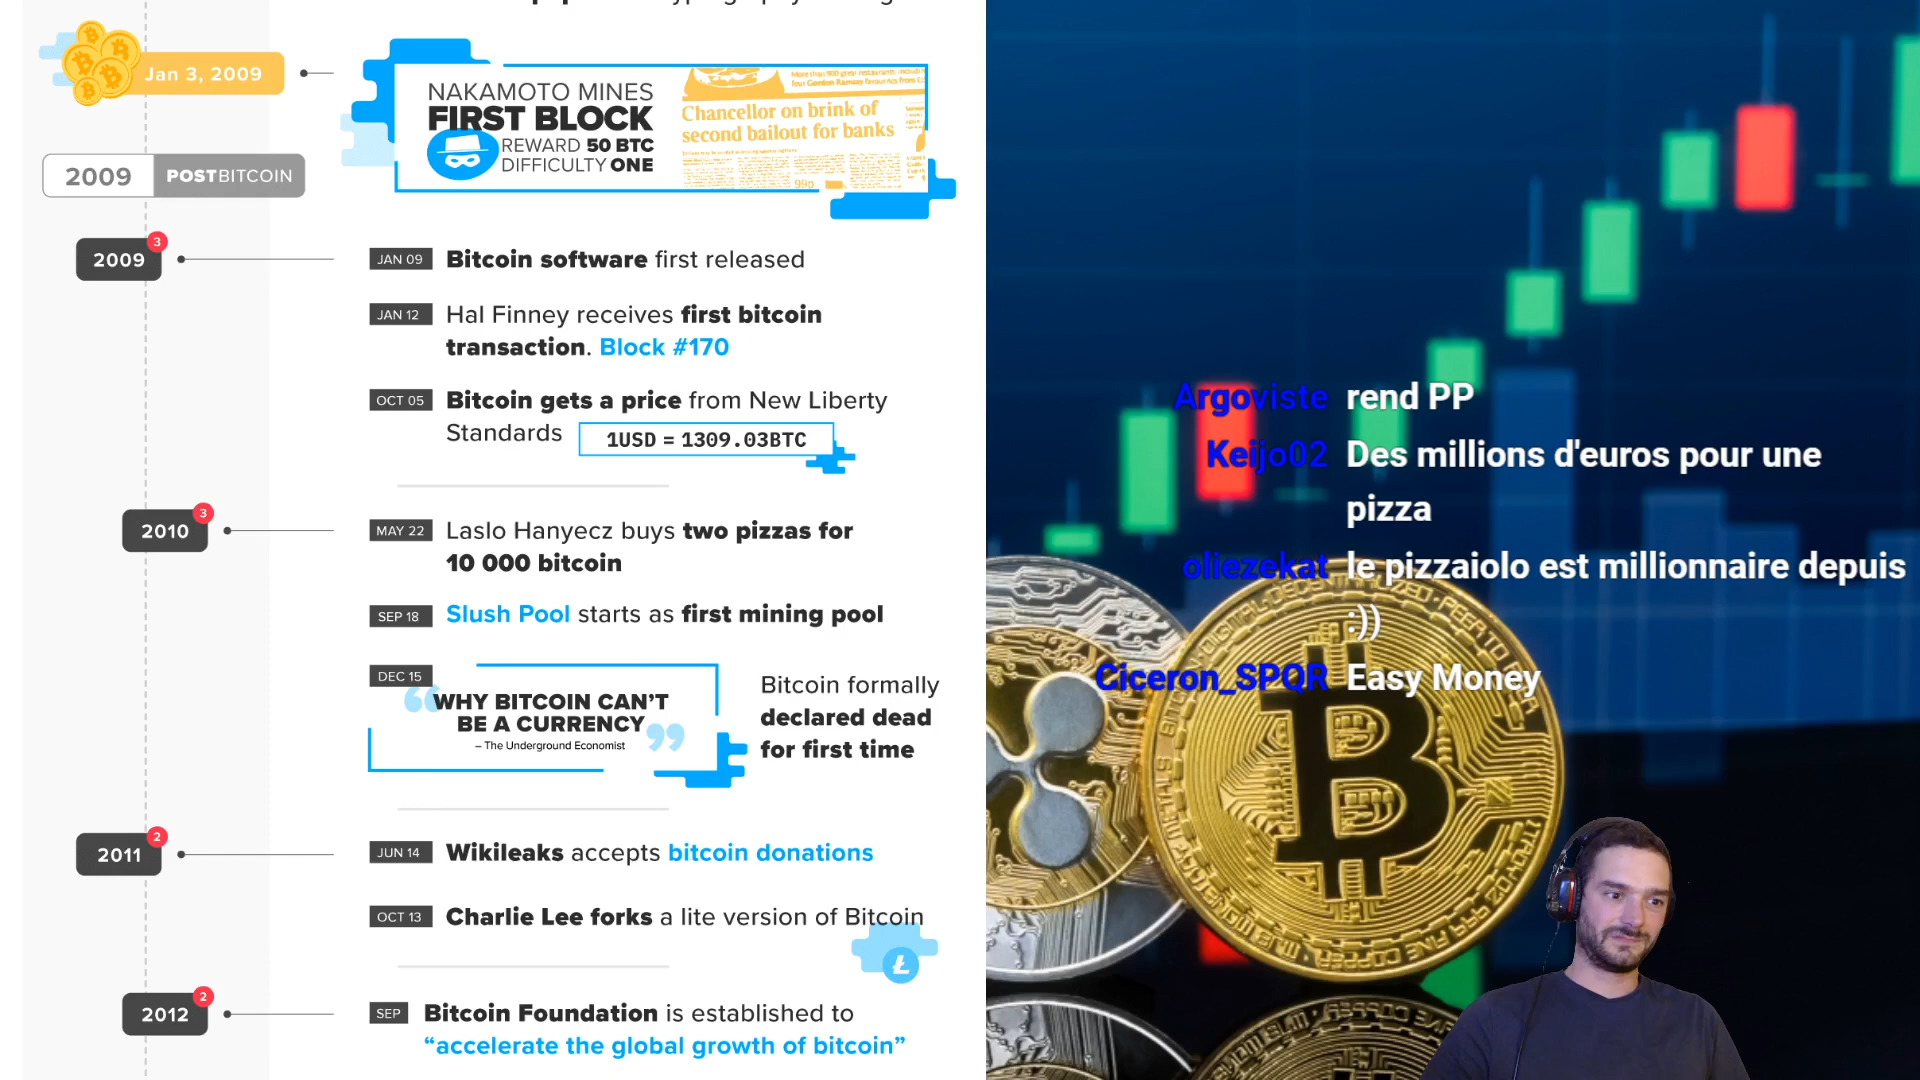 Jan 3, 2009
NAKAMOTO MINES
FIRST BLOCK
REWARD 50 BTC
DIFFICULTY ONE
Chancellor on brink of
second bailout for banks
99p
2009 POSTBITCOIN
2009
3
JAN 09 Bitcoin software first released
JAN 12 Hal Finney receives first bitcoin
transaction. Block #170
OCT 05 Bitcoin gets a price from New Liberty
Standards 1USD = 1309.03BTC
2010
3
MAY 22 Laslo Hanyecz buys two pizzas for
10 000 bitcoin
SEP 18 Slush Pool starts as first mining pool
DEC 15
“WHY BITCOIN CAN’T
BE A CURRENCY”
– The Underground Economist
Bitcoin formally
declared dead
for first time
2011
2
JUN 14 Wikileaks accepts bitcoin donations
OCT 13 Charlie Lee forks a lite version of Bitcoin
2012
2
SEP Bitcoin Foundation is established to
“accelerate the global growth of bitcoin”
Argoviste rend PP
Keijo02 Des millions d'euros pour une
pizza
oliezekat le pizzaiolo est millionnaire depuis
:))
Ciceron_SPQR Easy Money